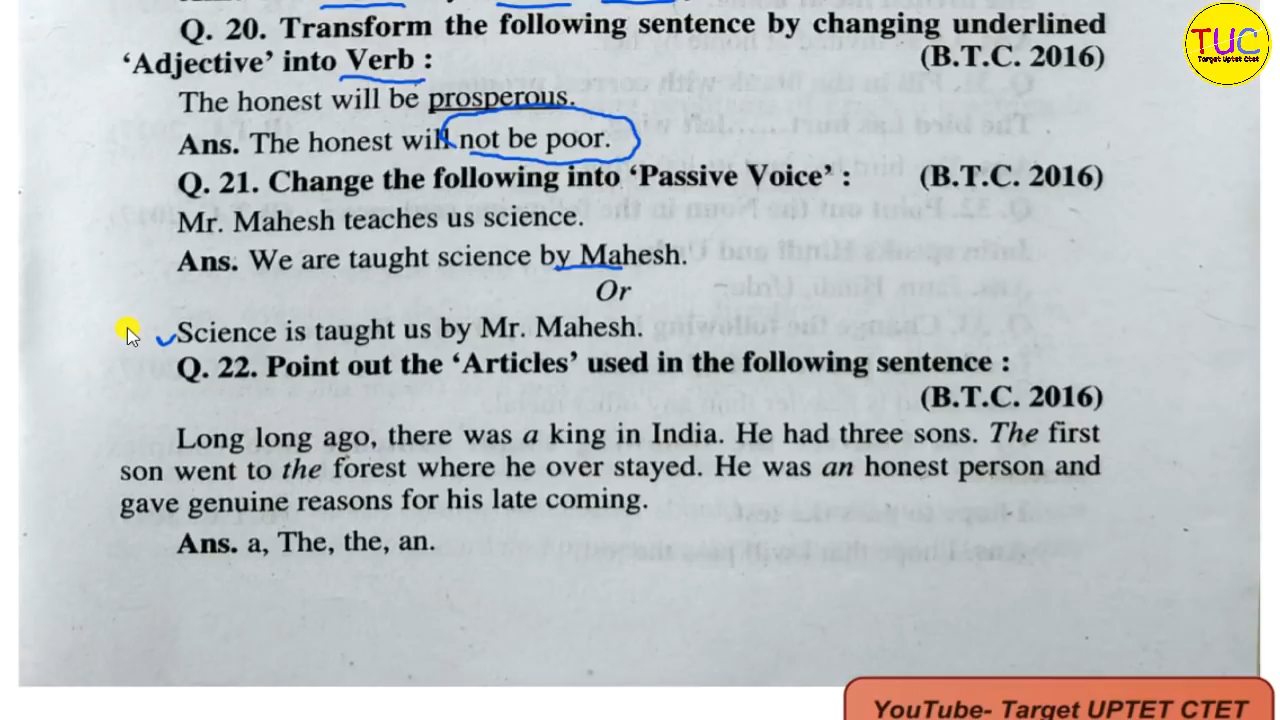 Q. 20. Transform the following sentence by changing underlined
‘Adjective’ into Verb : (B.T.C. 2016)
The honest will be prosperous.
Ans. The honest will not be poor.
Q. 21. Change the following into ‘Passive Voice’ : (B.T.C. 2016)
Mr. Mahesh teaches us science.
Ans. We are taught science by Mahesh.
Or
Science is taught us by Mr. Mahesh.
Q. 22. Point out the ‘Articles’ used in the following sentence :
(B.T.C. 2016)
Long long ago, there was a king in India. He had three sons. The first
son went to the forest where he over stayed. He was an honest person and
gave genuine reasons for his late coming.
Ans. a, The, the, an.
TUC
Target Uptet Ctet
YouTube- Target UPTET CTET